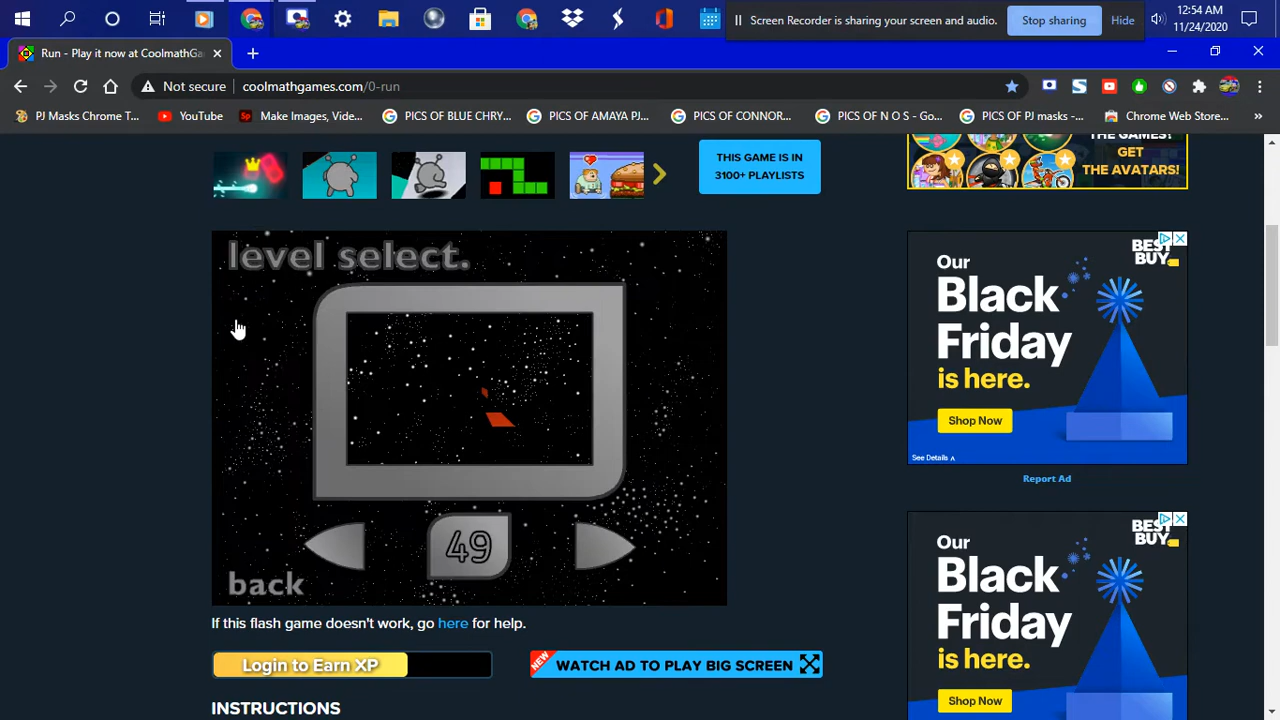 Screen Recorder is sharing your screen and audio.
Stop sharing
Hide
12:54 AM
11/24/2020
Run - Play it now at CoolmathGa
Not secure
coolmathgames.com/0-run
PJ Masks Chrome T...
YouTube
Sp
Make Images, Vide...
PICS OF BLUE CHRY...
PICS OF AMAYA PJ...
PICS OF CONNOR...
PICS OF N O S - Go...
PICS OF PJ masks -...
Chrome Web Store...
»
THIS GAME IS IN
3100+ PLAYLISTS
THE GAMES!
GET
THE AVATARS!
level select.
49
back
If this flash game doesn't work, go here for help.
Login to Earn XP
NEW
WATCH AD TO PLAY BIG SCREEN
INSTRUCTIONS
BEST
BUY
Our
Black
Friday
is here.
Shop Now
See Details ʌ
Report Ad
BEST
BUY
Our
Black
Friday
is here.
Shop Now